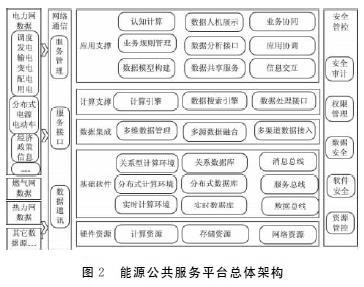 电力网
数据
调度
发电
输电
变电
配电
用电
分布式
电源
电动车
经济
政策
信息
......
燃气网
数据
热力网
数据
其它数
据源...
网络
通信
服务
管理
服务
接口
数据
通讯
应用支撑
认知计算
数据人机展示
业务协同
业务规则管理
数据分析接口
应用协调
数据模型构建
数据共享服务
信息交互
计算支撑
计算引擎
数据搜索引擎
数据处理接口
数据集成
多维数据管理
多源数据融合
多渠道数据接入
基础软件
关系型计算环境
关系数据库
消息总线
分布式计算环境
分布式数据库
服务总线
实时计算环境
实时数据库
数据总线
硬件资源
计算资源
存储资源
网络资源
安全
管控
安全
审计
权限
管理
数据
安全
软件
安全
资源
管控
图 2 能源公共服务平台总体架构